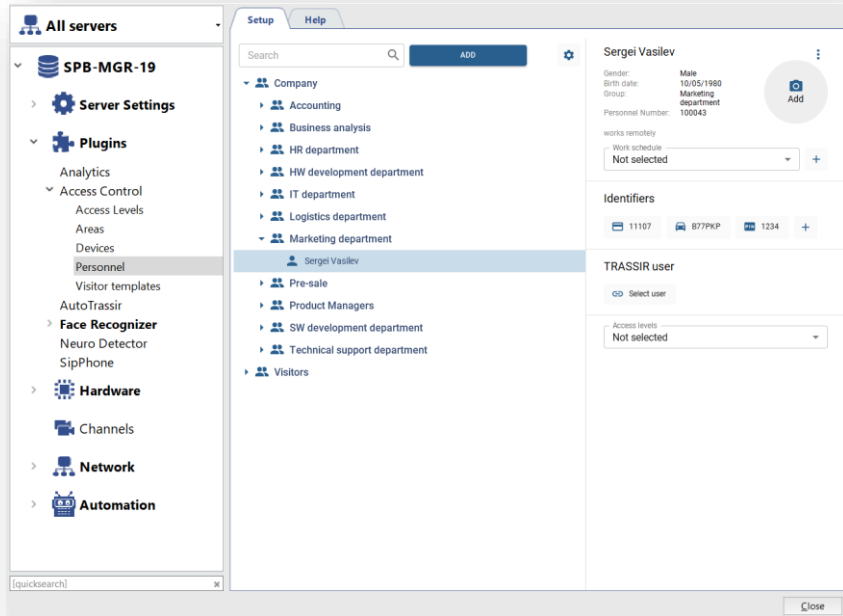 All servers
SPB-MGR-19
Server Settings
Plugins
Analytics
Access Control
Access Levels
Areas
Devices
Personnel
Visitor templates
AutoTrassir
Face Recognizer
Neuro Detector
SipPhone
Hardware
Channels
Network
Automation
[quicksearch]
Setup
Help
Search
ADD
Company
Accounting
Business analysis
HR department
HW development department
IT department
Logistics department
Marketing department
Sergei Vasilev
Pre-sale
Product Managers
SW development department
Technical support department
Visitors
Sergei Vasilev
Gender: Male
Birth date: 10/05/1980
Group: Marketing
department
Personnel Number: 100043
Add
works remotely
Work schedule
Not selected
Identifiers
11107
B77PKP
PIN
1234
TRASSIR user
Select user
Access levels
Not selected
Close